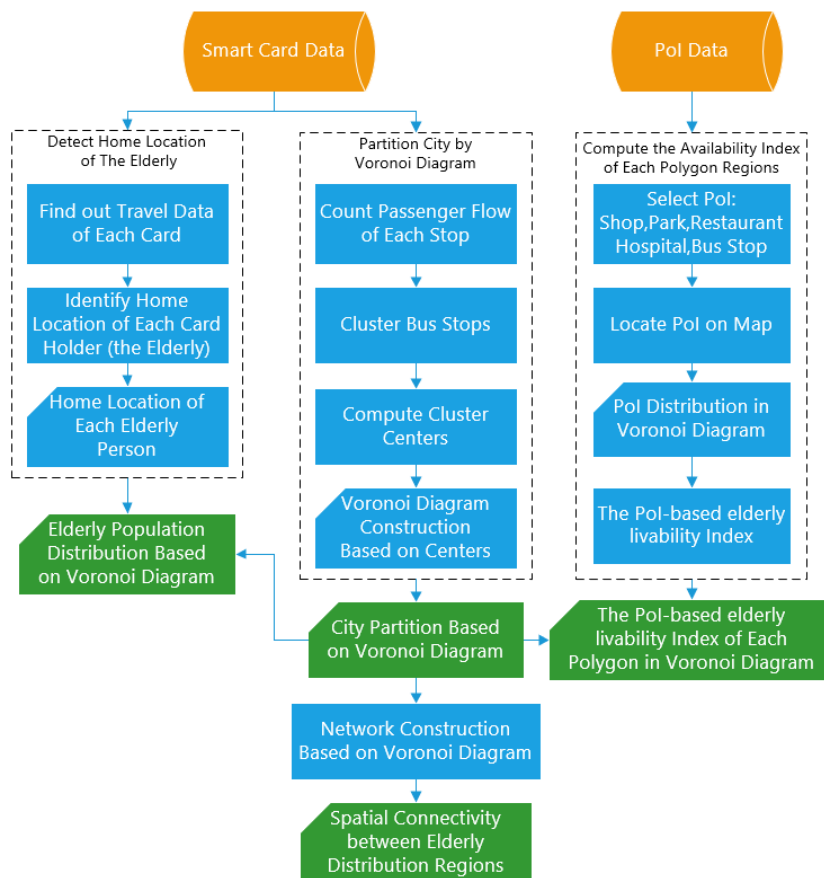 Smart Card Data
PoI Data
Detect Home Location
of The Elderly
Find out Travel Data
of Each Card
Identify Home
Location of Each Card
Holder (the Elderly)
Home Location of
Each Elderly
Person
Elderly Population
Distribution Based
on Voronoi Diagram
Partition City by
Voronoi Diagram
Count Passenger Flow
of Each Stop
Cluster Bus Stops
Compute Cluster
Centers
Voronoi Diagram
Construction
Based on Centers
City Partition Based
on Voronoi Diagram
Network Construction
Based on Voronoi Diagram
Spatial Connectivity
between Elderly
Distribution Regions
Compute the Availability Index
of Each Polygon Regions
Select PoI:
Shop,Park,Restaurant
Hospital,Bus Stop
Locate PoI on Map
PoI Distribution in
Voronoi Diagram
The PoI-based elderly
livability Index
The PoI-based elderly
livability Index of Each
Polygon in Voronoi Diagram